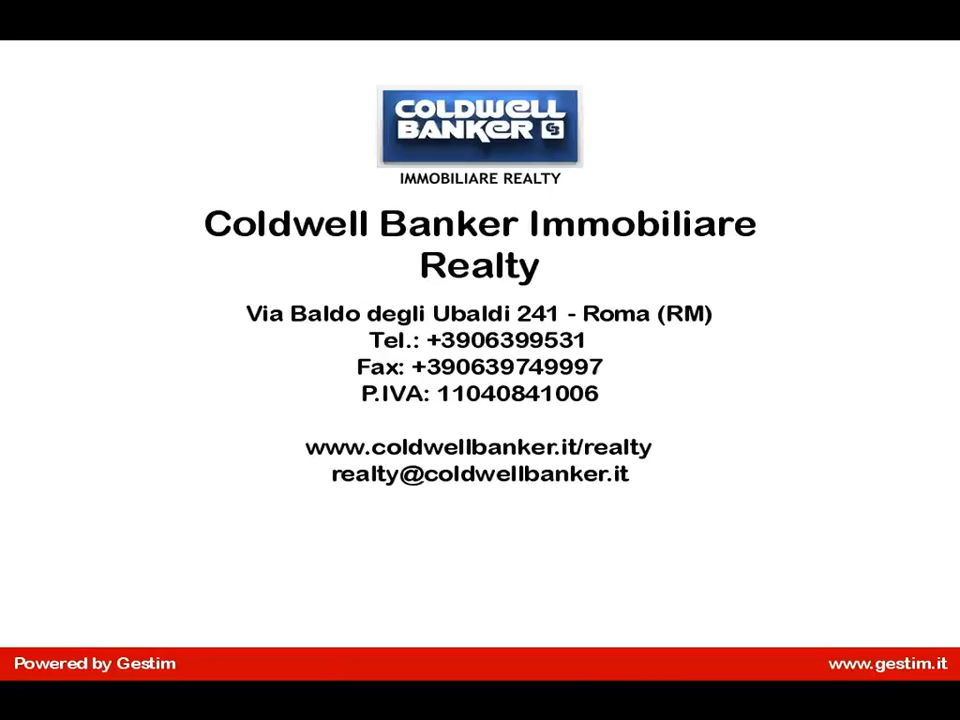 COLDWELL
BANKER CB
IMMOBILIARE REALTY
Coldwell Banker Immobiliare
Realty
Via Baldo degli Ubaldi 241 - Roma (RM)
Tel.: +3906399531
Fax: +390639749997
P.IVA: 11040841006
www.coldwellbanker.it/realty
realty@coldwellbanker.it
Powered by Gestim
www.gestim.it